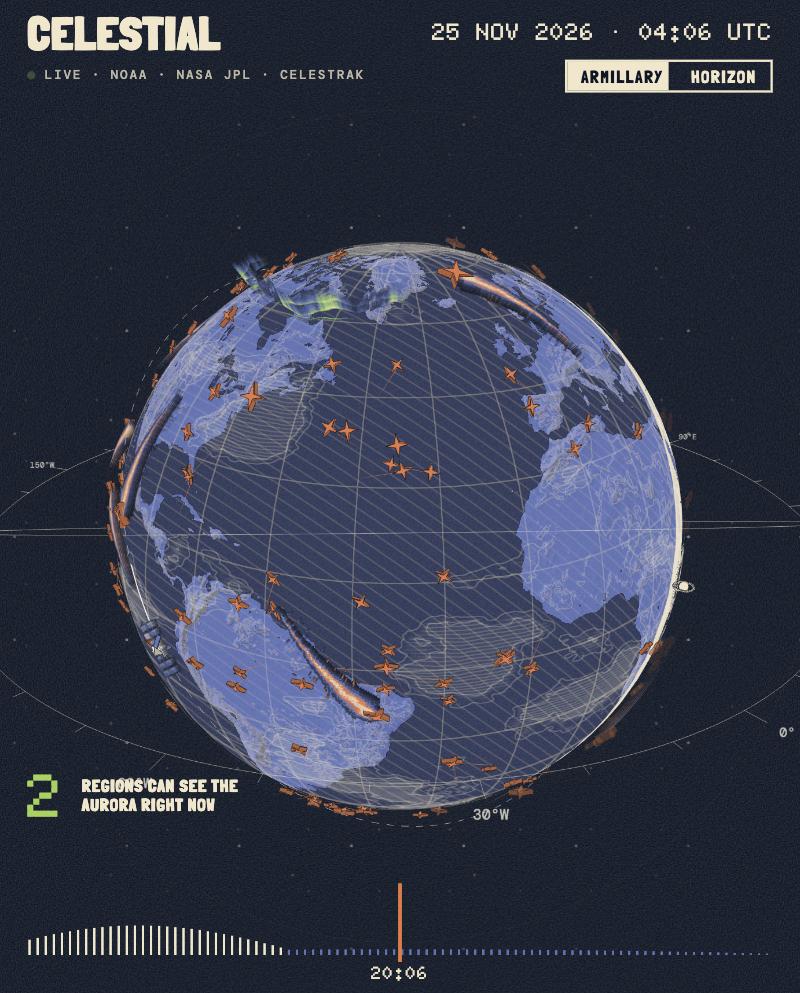 CELESTIAL
25 NOV 2026 · 04:06 UTC
LIVE · NOAA · NASA JPL · CELESTRAK
ARMILLARY
HORIZON
150°W
90°E
0°
2
REGIONS CAN SEE THE
AURORA RIGHT NOW
30°W
20:06